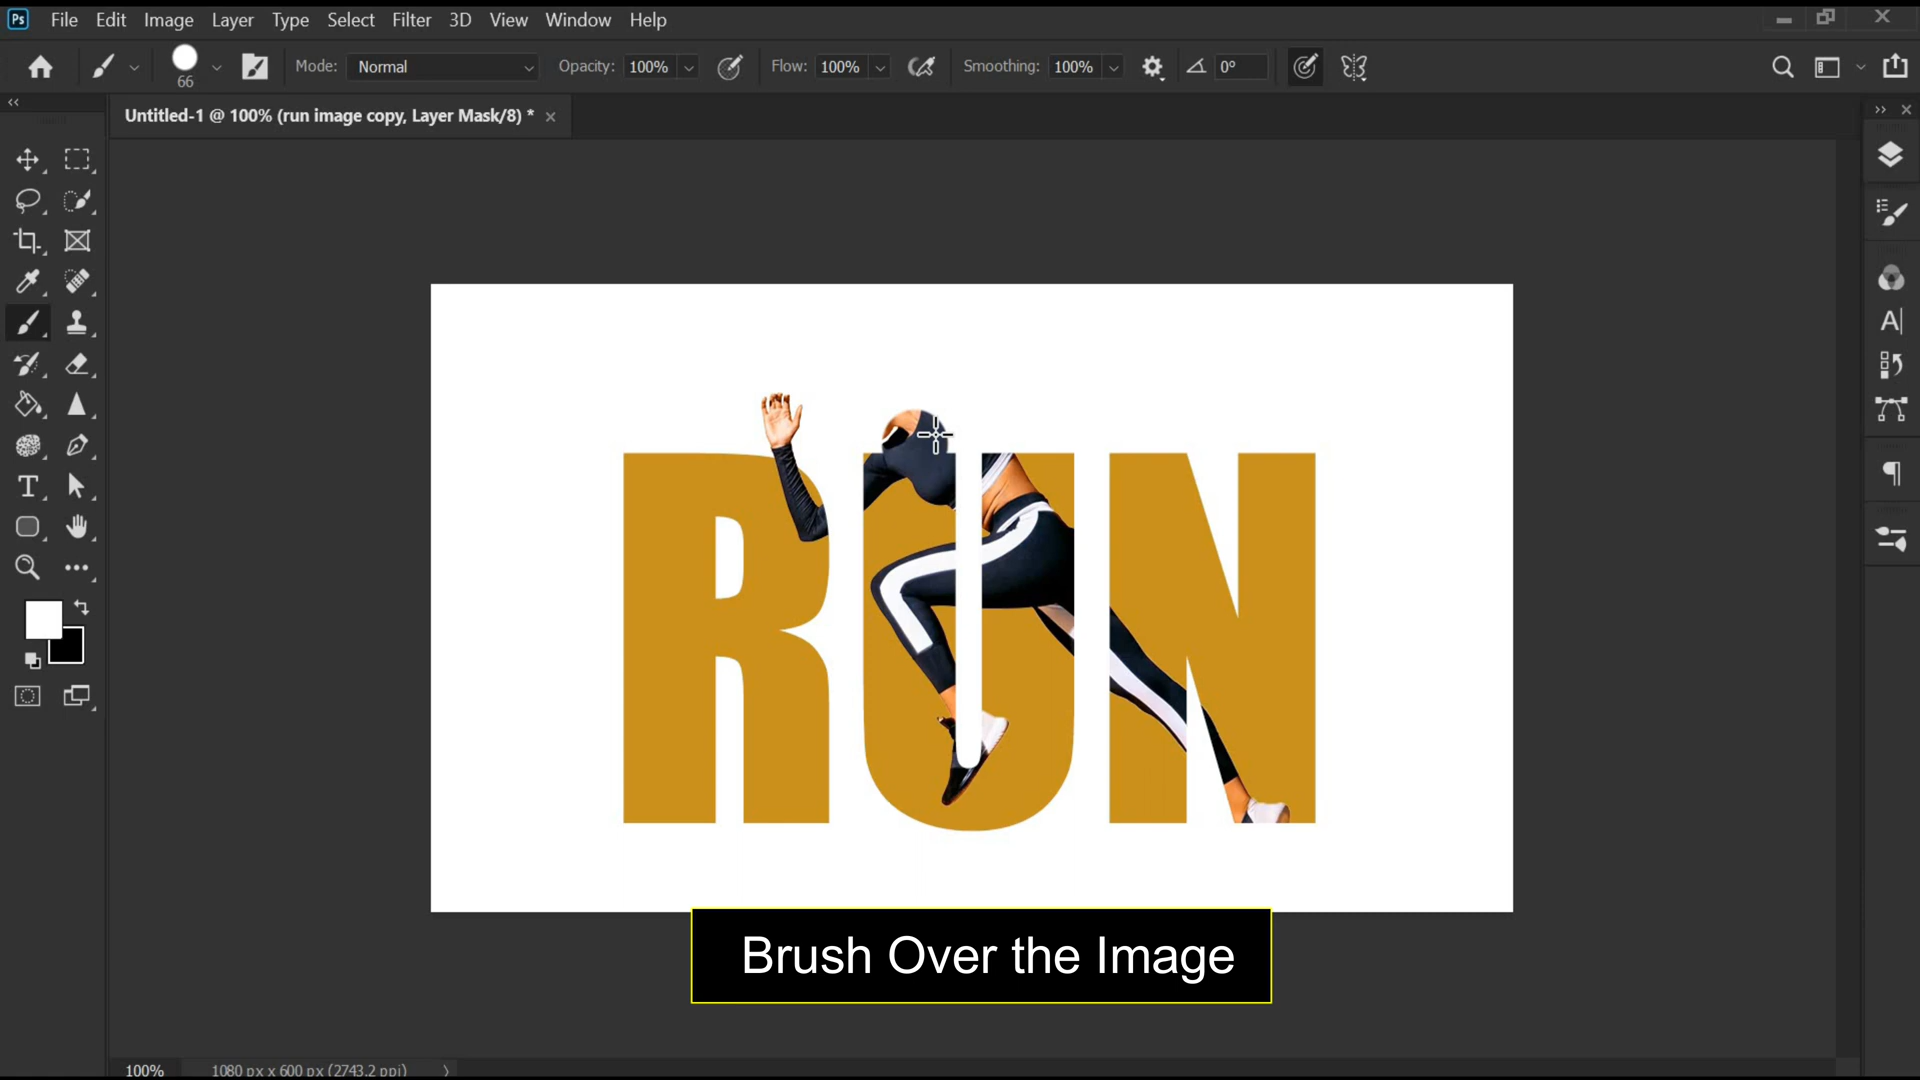 Ps File Edit Image Layer Type Select Filter 3D View Window Help
66 Mode: Normal Opacity: 100% Flow: 100% Smoothing: 100% 0°
Untitled-1 @ 100% (run image copy, Layer Mask/8) *
RUN
Brush Over the Image
100% 1080 px x 600 px (2743.2 ppi)